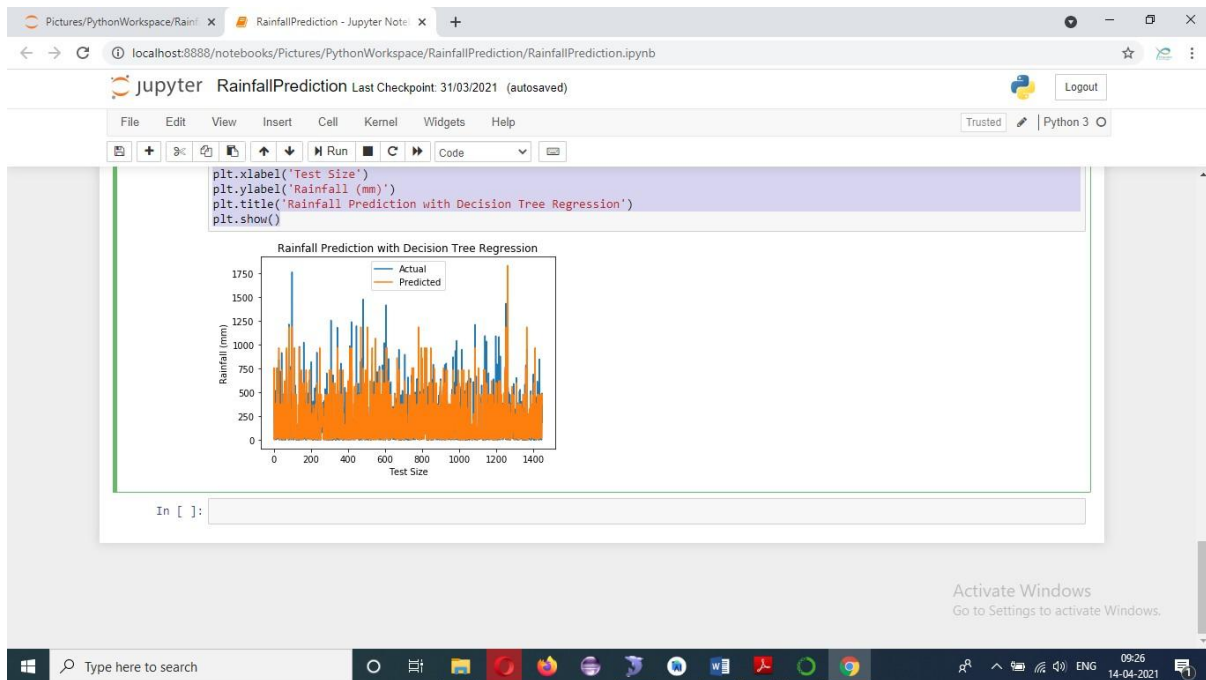 Pictures/PythonWorkspace/Rainf
RainfallPrediction - Jupyter Note
localhost:8888/notebooks/Pictures/PythonWorkspace/RainfallPrediction/RainfallPrediction.ipynb
jupyter RainfallPrediction Last Checkpoint: 31/03/2021 (autosaved)
Logout
File Edit View Insert Cell Kernel Widgets Help
Trusted Python 3
Run Code
plt.xlabel('Test Size')
plt.ylabel('Rainfall (mm)')
plt.title('Rainfall Prediction with Decision Tree Regression')
plt.show()
Rainfall Prediction with Decision Tree Regression
Actual
Predicted
1750
1500
1250
1000
750
500
250
0
Rainfall (mm)
0 200 400 600 800 1000 1200 1400
Test Size
In [ ]:
Activate Windows
Go to Settings to activate Windows.
Type here to search
ENG
09:26
14-04-2021